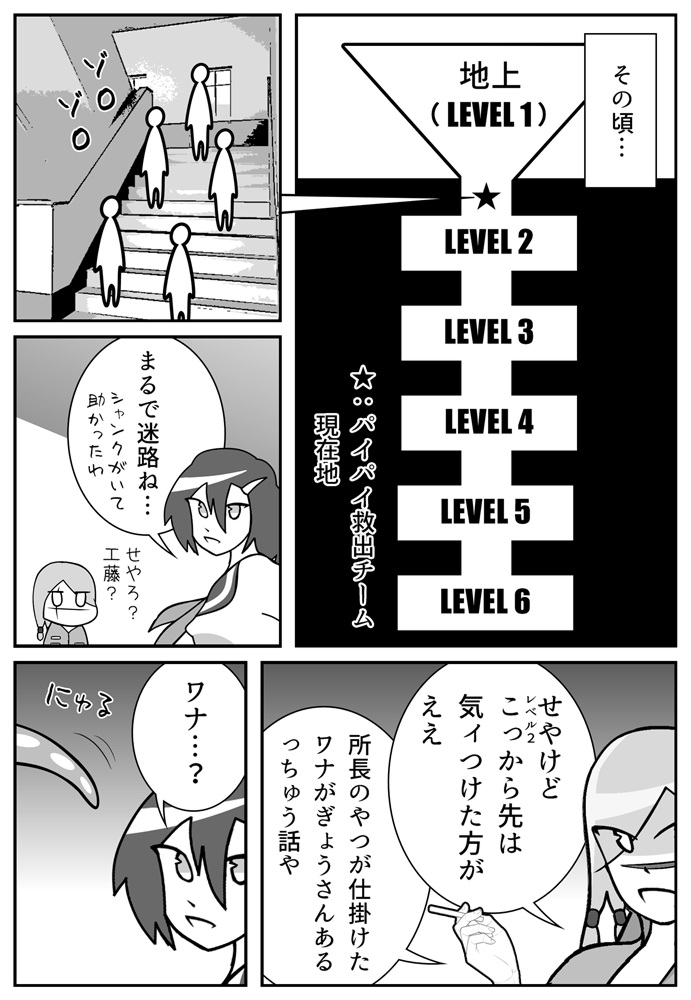 その頃…
地上
(LEVEL 1)
★
LEVEL 2
LEVEL 3
LEVEL 4
LEVEL 5
LEVEL 6
★：パイパイ救出チーム
現在地
ゾロ
ゾロ
まるで迷路ね…
シャンクがいて
助かったわ
せやろ？
工藤？
せやけど
こっから先は
レベル2
気ィつけた方が
ええ
所長のやつが仕掛けた
ワナがぎょうさんある
っちゅう話や
ワナ…？
にゅる